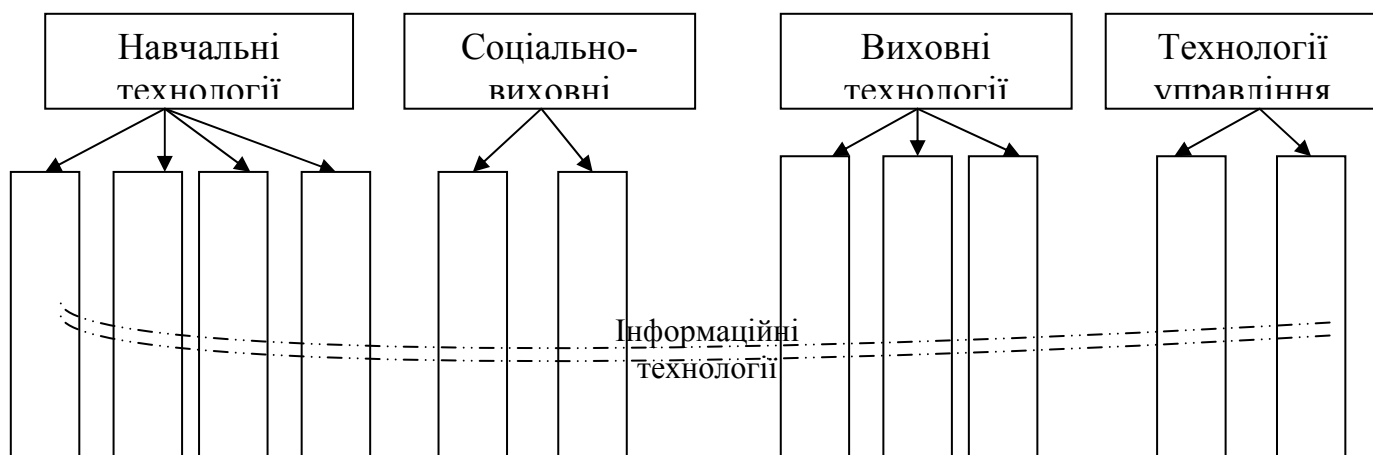 Навчальні
технології
Соціально-
виховні
Виховні
технології
Технології
управління
Інформаційні
технології